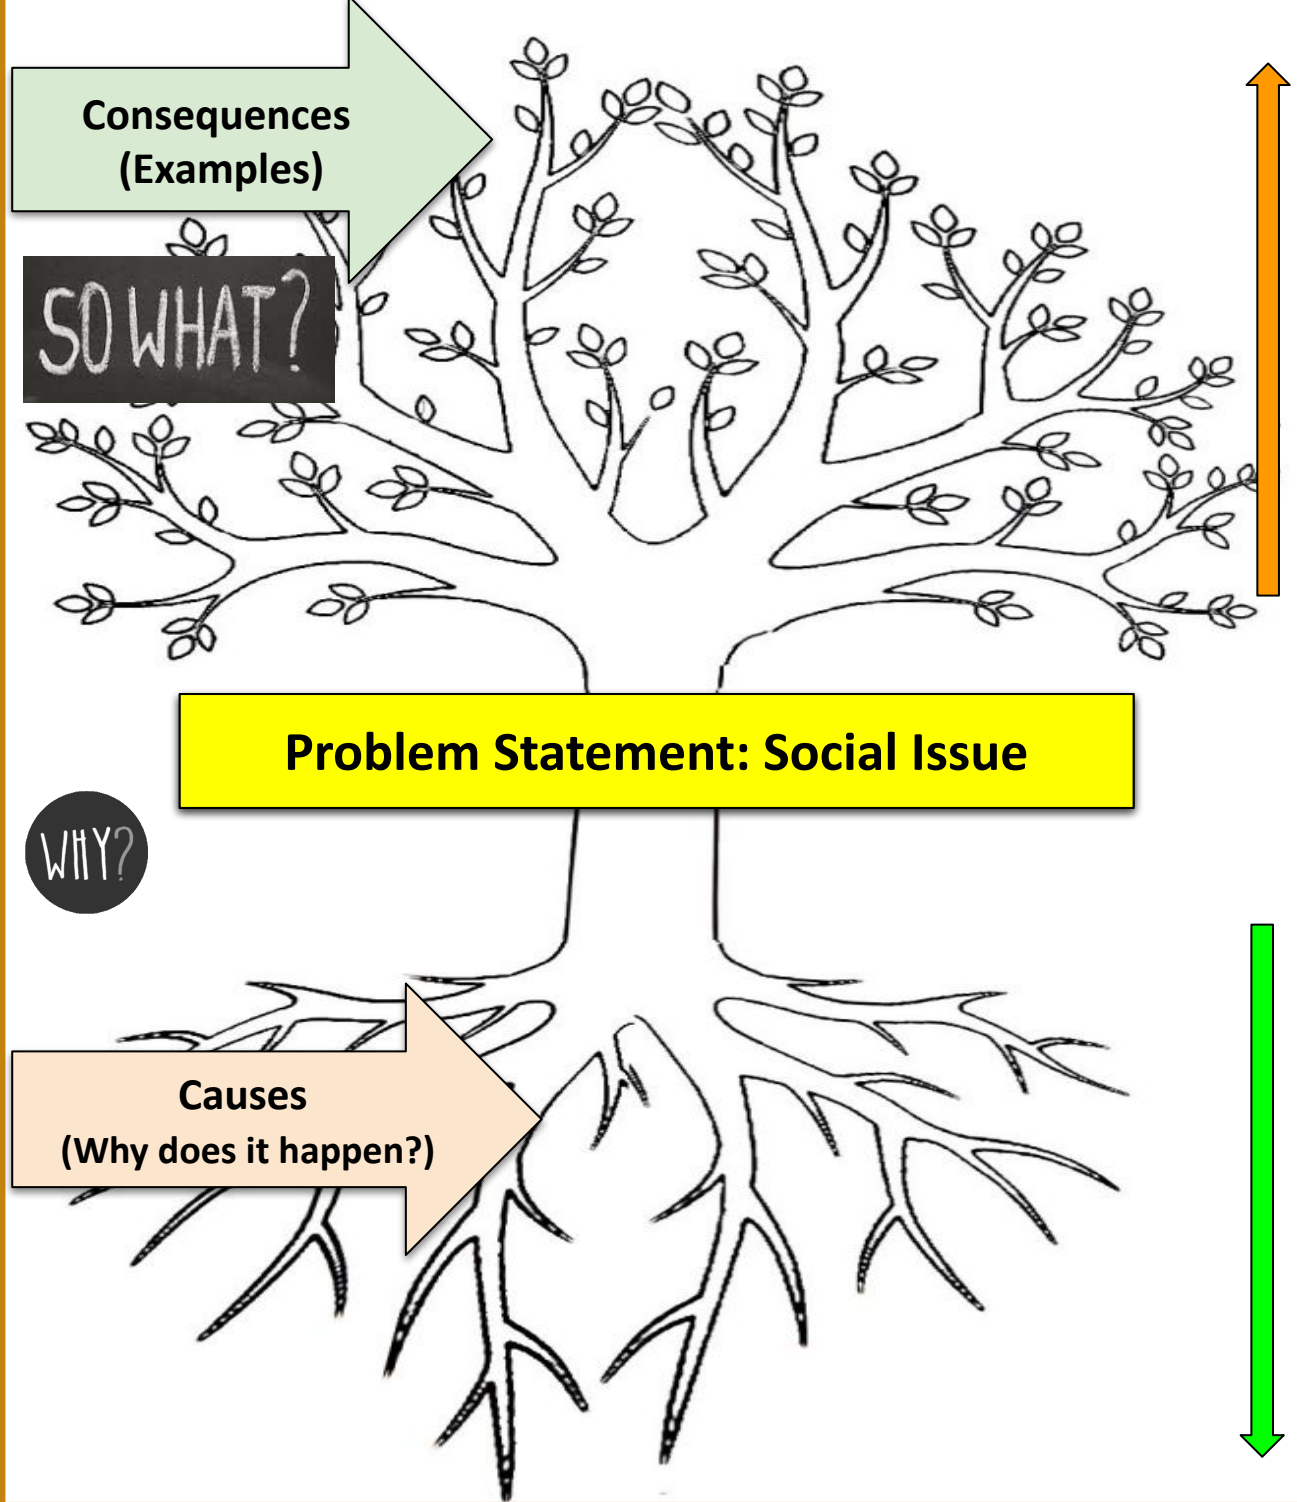 Consequences
(Examples)
SO WHAT?
Problem Statement: Social Issue
WHY?
Causes
(Why does it happen?)